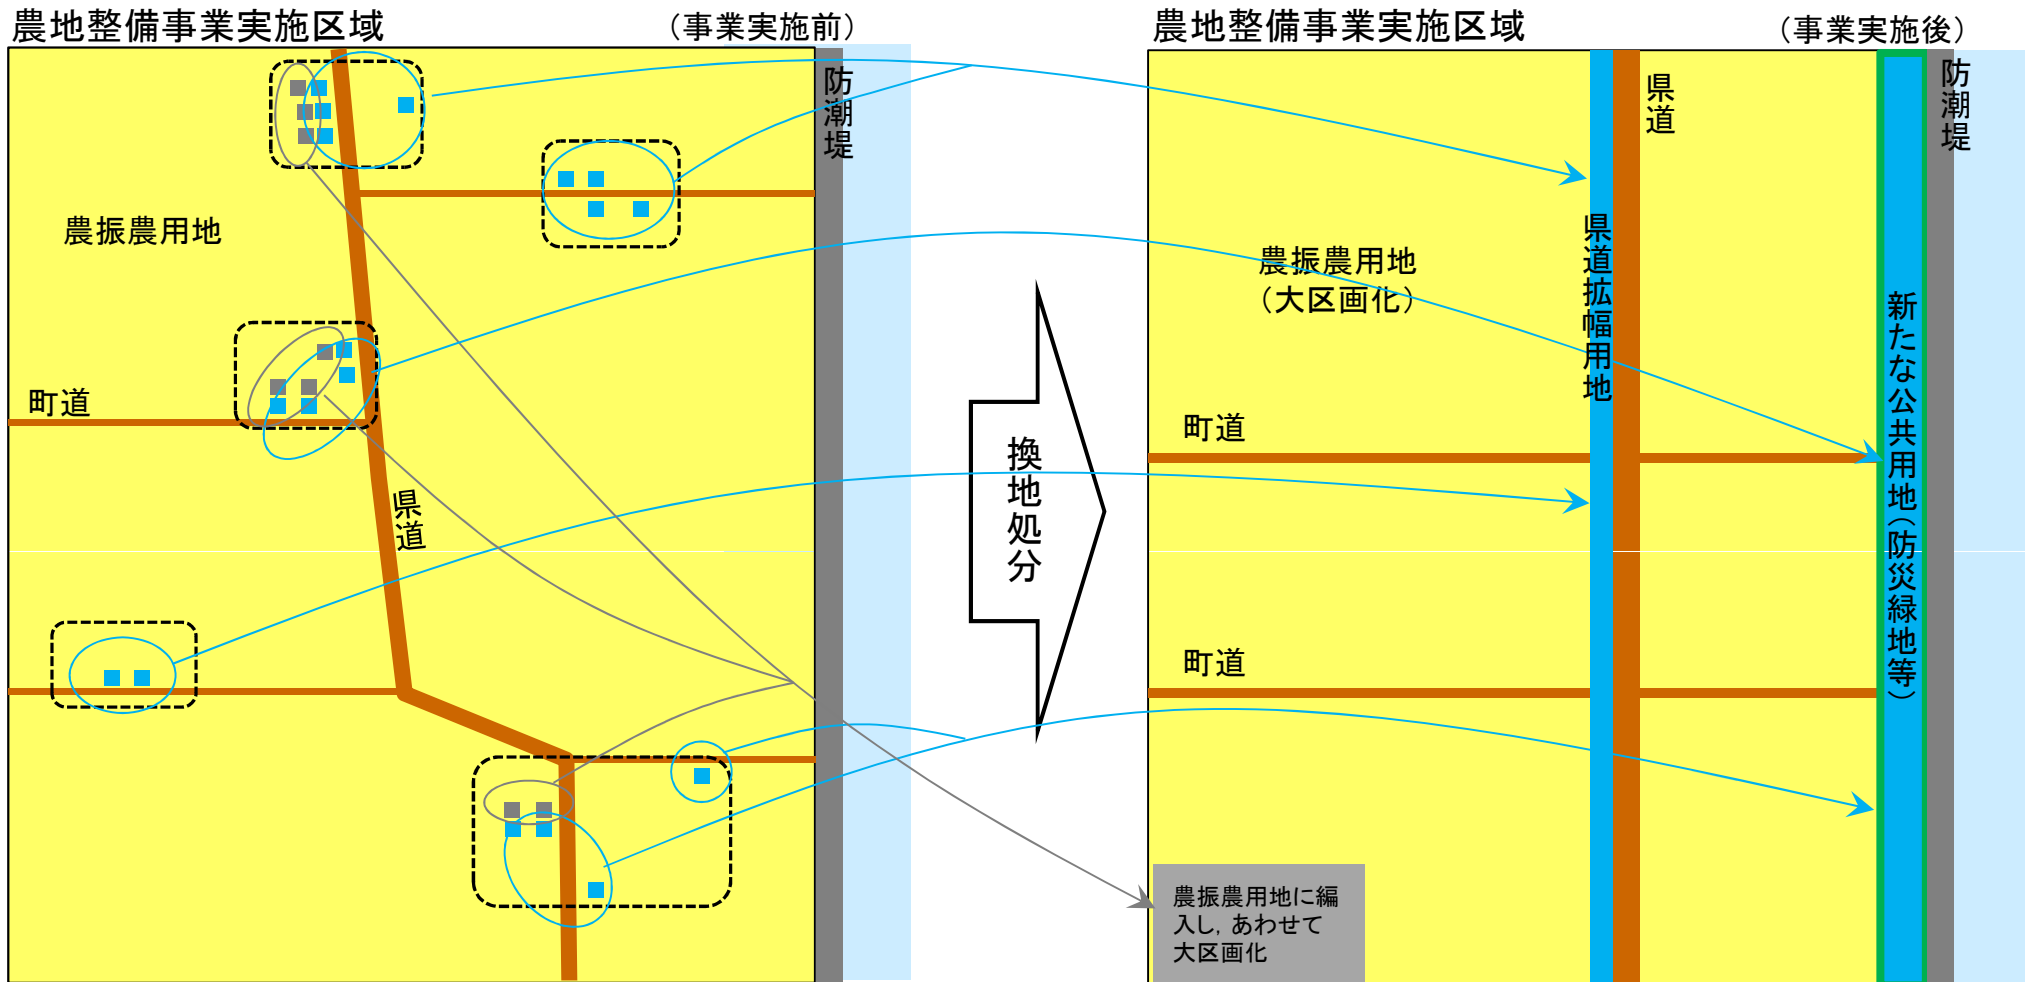 農地整備事業実施区域
（事業実施前）
防潮堤
農振農用地
町道
県道
換地処分
農地整備事業実施区域
（事業実施後）
県道
防潮堤
県道拡幅用地
農振農用地
（大区画化）
新たな公共用地（防災緑地等）
町道
町道
農振農用地に編
入し，あわせて
大区画化